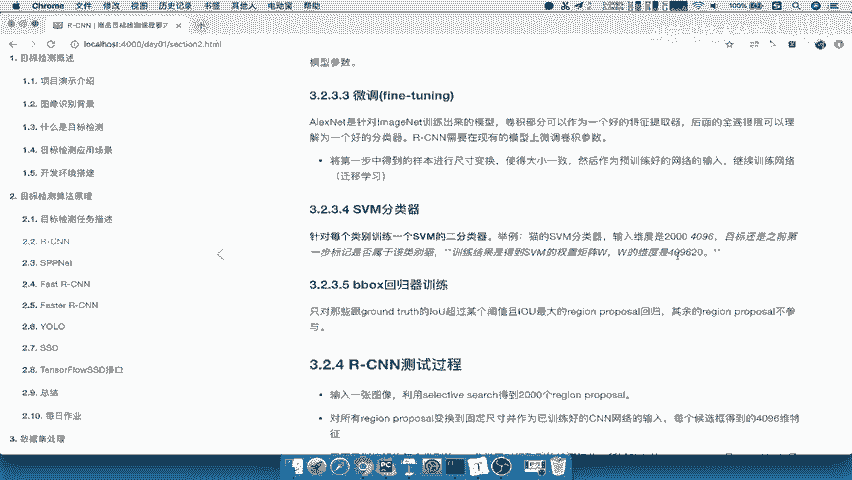 Chrome 文件 修改 视图 历史记录 书签 其他人 电动窗 帮助
100%
localhost:4000/day01/section2.html
1. 目标检测概述
1.1. 项目演示介绍
1.2. 图像识别背景
1.3. 什么是目标检测
1.4. 目标检测应用场景
1.5. 开发环境搭建
2. 目标检测算法原理
2.1. 目标检测任务描述
2.2. R-CNN
2.3. SPPNet
2.4. Fast R-CNN
2.5. Faster R-CNN
2.6. YOLO
2.7. SSD
2.8. TensorFlowSSD接口
2.9. 总结
2.10. 每日作业
3. 数据集处理
模型参数。
3.2.3.3 微调(fine-tuning)
AlexNet是针对ImageNet训练出来的模型，卷积部分可以作为一个好的特征提取器，后面的全连接层可以理
解为一个好的分类器。R-CNN需要在现有的模型上微调卷积参数。
• 将第一步中得到的样本进行尺寸变换，使得大小一致，然后作为预训练好的网络的输入，继续训练网络
（迁移学习）
3.2.3.4 SVM分类器
针对每个类别训练一个SVM的二分类器。举例：猫的SVM分类器，输入维度是2000 4096，目标还是之前第
一步标记是否属于该类别猫，``训练结果是得到SVM的权重矩阵W，W的维度是409620。``
3.2.3.5 bbox回归器训练
只对那些跟ground truth的IoU超过某个阈值且IOU最大的region proposal回归，其余的region proposal不参
与。
3.2.4 R-CNN测试过程
• 输入一张图像，利用selective search得到2000个region proposal。
• 对所有region proposal变换到固定尺寸并作为已训练好的CNN网络的输入，每个候选框得到的4096维特
征